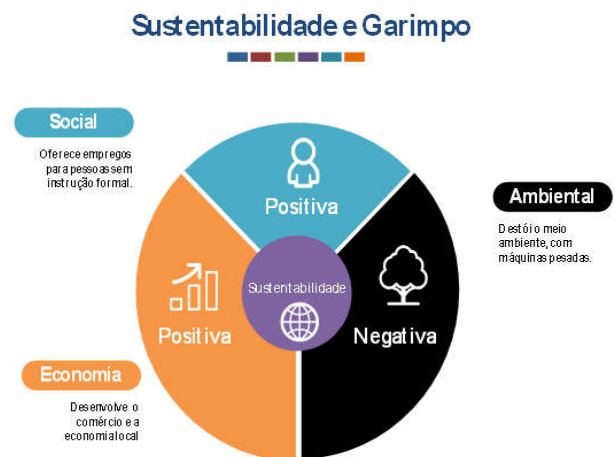 Sustentabilidade e Garimpo
Social
Oferece empregos
para pessoas sem
instrução formal.
Positiva
Ambiental
Destói o meio
ambiente, com
máquinas pesadas.
Sustentabilidade
Positiva
Negativa
Economia
Desenvolve o
comércio e a
economia local